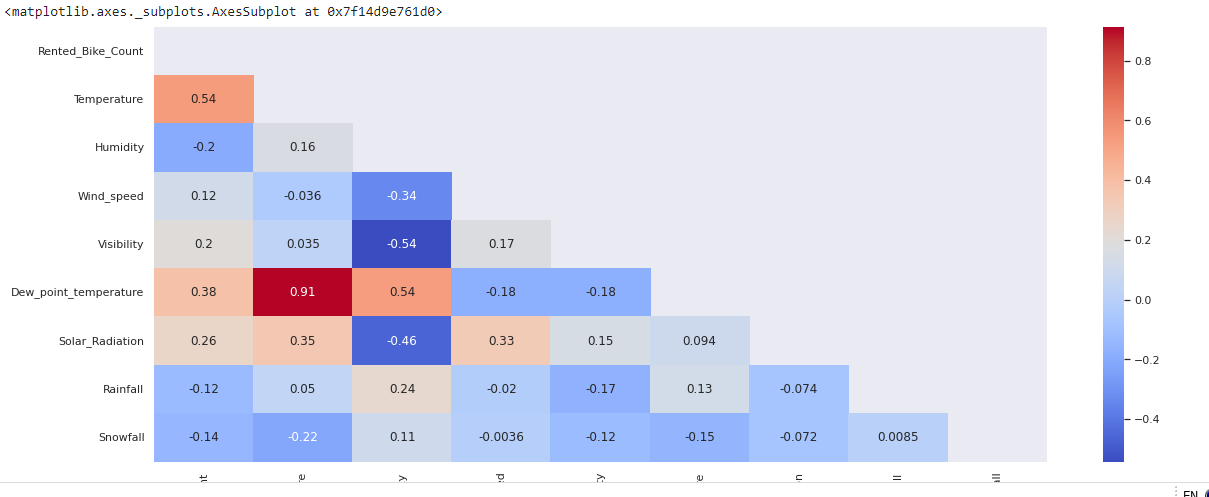 <matplotlib.axes._subplots.AxesSubplot at 0x7f14d9e761d0>
Rented_Bike_Count
Temperature 0.54
Humidity -0.2 0.16
Wind_speed 0.12 -0.036 -0.34
Visibility 0.2 0.035 -0.54 0.17
Dew_point_temperature 0.38 0.91 0.54 -0.18 -0.18
Solar_Radiation 0.26 0.35 -0.46 0.33 0.15 0.094
Rainfall -0.12 0.05 0.24 -0.02 -0.17 0.13 -0.074
Snowfall -0.14 -0.22 0.11 -0.0036 -0.12 -0.15 -0.072 0.0085
0.8
0.6
0.4
0.2
0.0
−0.2
−0.4
EN